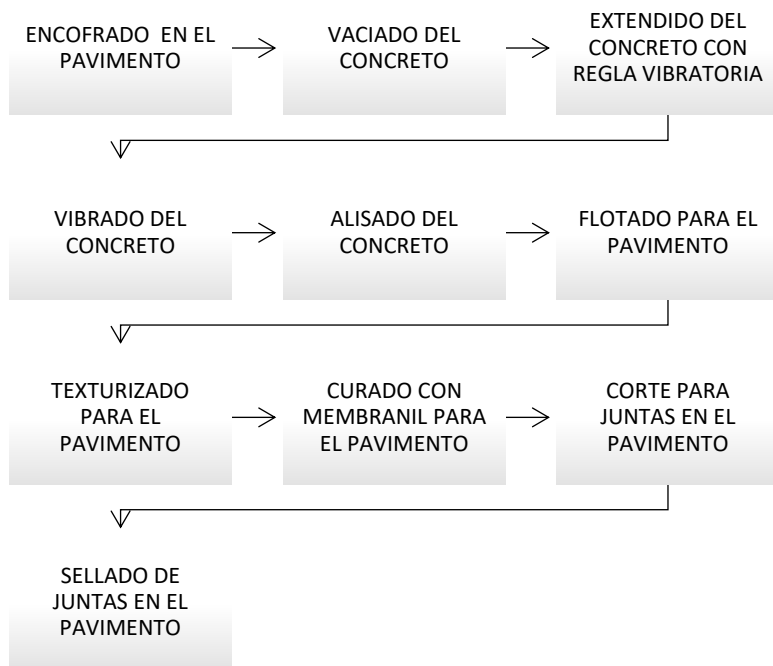 ENCOFRADO EN EL
PAVIMENTO
VACIADO DEL
CONCRETO
EXTENDIDO DEL
CONCRETO CON
REGLA VIBRATORIA
VIBRADO DEL
CONCRETO
ALISADO DEL
CONCRETO
FLOTADO PARA EL
PAVIMENTO
TEXTURIZADO
PARA EL
PAVIMENTO
CURADO CON
MEMBRANIL PARA
EL PAVIMENTO
CORTE PARA
JUNTAS EN EL
PAVIMENTO
SELLADO DE
JUNTAS EN EL
PAVIMENTO